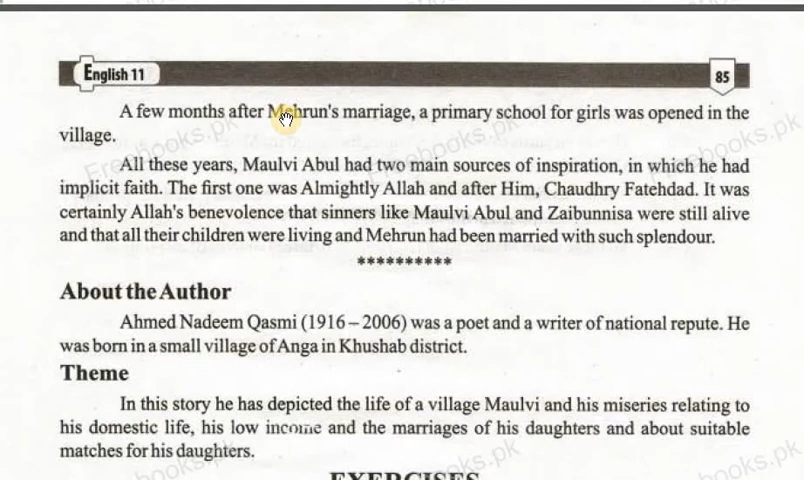 English 11
85
A few months after Mehrun's marriage, a primary school for girls was opened in the
village.
All these years, Maulvi Abul had two main sources of inspiration, in which he had
implicit faith. The first one was Almightly Allah and after Him, Chaudhry Fatehdad. It was
certainly Allah's benevolence that sinners like Maulvi Abul and Zaibunnisa were still alive
and that all their children were living and Mehrun had been married with such splendour.
**********
About the Author
Ahmed Nadeem Qasmi (1916 – 2006) was a poet and a writer of national repute. He
was born in a small village of Anga in Khushab district.
Theme
In this story he has depicted the life of a village Maulvi and his miseries relating to
his domestic life, his low income and the marriages of his daughters and about suitable
matches for his daughters.
EXERCISES